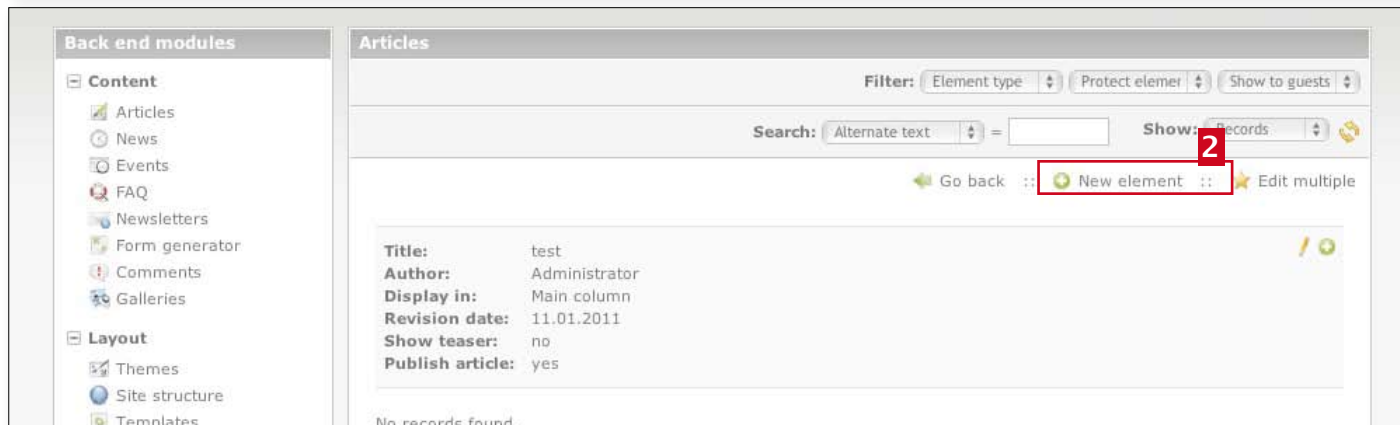 Back end modules
Content
Articles
News
Events
FAQ
Newsletters
Form generator
Comments
Galleries
Layout
Themes
Site structure
Templates
Articles
Filter: Element type Protect elemer Show to guests
Search: Alternate text = Show: Records
2
Go back :: New element :: Edit multiple
Title: test
Author: Administrator
Display in: Main column
Revision date: 11.01.2011
Show teaser: no
Publish article: yes
No records found.